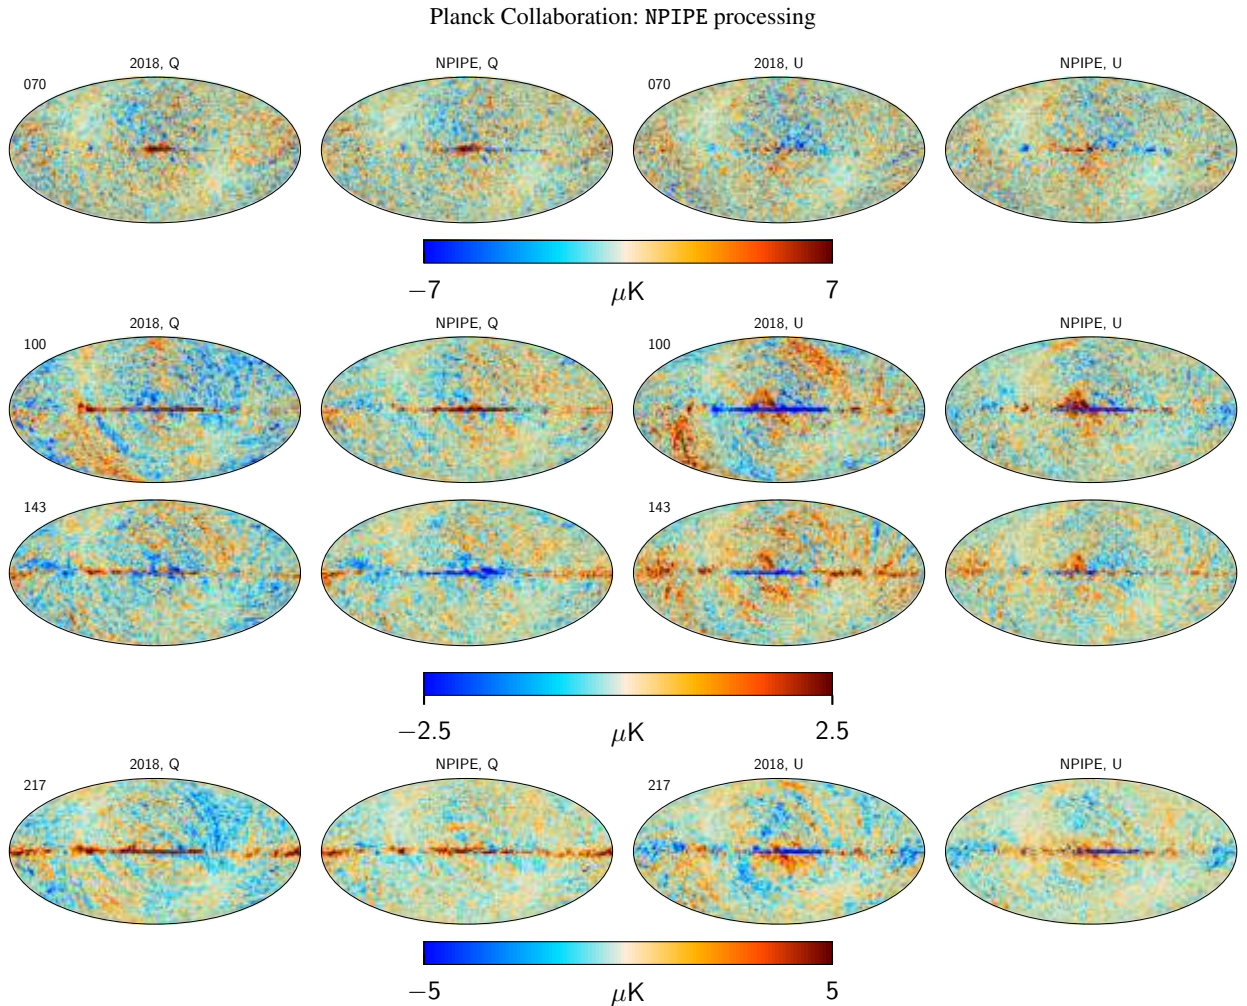 Planck Collaboration: NPIPE processing
2018, Q NPIPE, Q 2018, U NPIPE, U
070 070
−7 μK 7
2018, Q NPIPE, Q 2018, U NPIPE, U
100 100
143 143
−2.5 μK 2.5
2018, Q NPIPE, Q 2018, U NPIPE, U
217 217
−5 μK 5